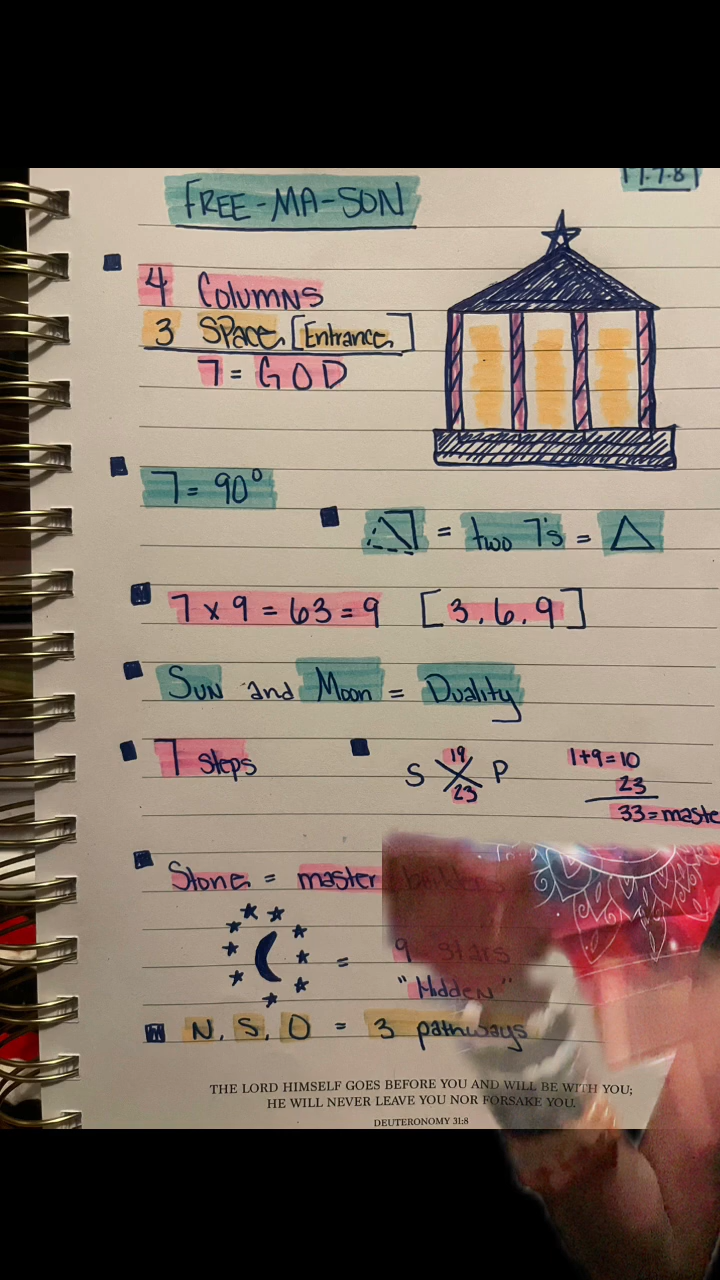 FREE-MA-SON
17.7.8
4 Columns
3 Space [Entrance]
7 = GOD
7 = 90°
= two 7's =
7 x 9 = 63 = 9 [3.6.9]
Sun and Moon = Duality
7 Steps
S 19 P
23
1+9=10
23
33=maste
Stone = master builders
= 9 stars
"Hidden"
N. S. O = 3 pathways
THE LORD HIMSELF GOES BEFORE YOU AND WILL BE WITH YOU;
HE WILL NEVER LEAVE YOU NOR FORSAKE YOU.
DEUTERONOMY 31:8